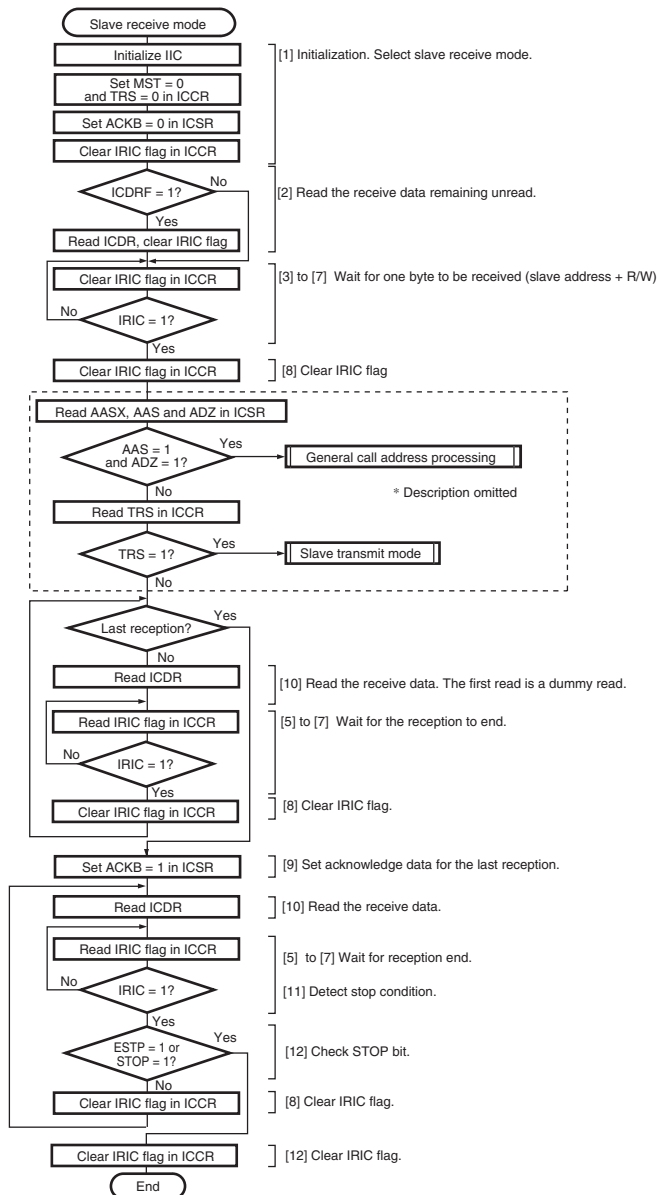 Slave receive mode
Initialize IIC
[1] Initialization. Select slave receive mode.
Set MST = 0
and TRS = 0 in ICCR
Set ACKB = 0 in ICSR
Clear IRIC flag in ICCR
ICDRF = 1?
No
[2] Read the receive data remaining unread.
Yes
Read ICDR, clear IRIC flag
Clear IRIC flag in ICCR
[3] to [7] Wait for one byte to be received (slave address + R/W)
No
IRIC = 1?
Yes
Clear IRIC flag in ICCR
[8] Clear IRIC flag
Read AASX, AAS and ADZ in ICSR
AAS = 1
and ADZ = 1?
Yes
General call address processing
No
* Description omitted
Read TRS in ICCR
TRS = 1?
Yes
Slave transmit mode
No
Last reception?
Yes
No
Read ICDR
[10] Read the receive data. The first read is a dummy read.
Read IRIC flag in ICCR
[5] to [7] Wait for the reception to end.
No
IRIC = 1?
Yes
Clear IRIC flag in ICCR
[8] Clear IRIC flag.
Set ACKB = 1 in ICSR
[9] Set acknowledge data for the last reception.
Read ICDR
[10] Read the receive data.
Read IRIC flag in ICCR
[5] to [7] Wait for reception end.
No
IRIC = 1?
[11] Detect stop condition.
Yes
ESTP = 1 or
STOP = 1?
Yes
[12] Check STOP bit.
No
Clear IRIC flag in ICCR
[8] Clear IRIC flag.
Clear IRIC flag in ICCR
[12] Clear IRIC flag.
End